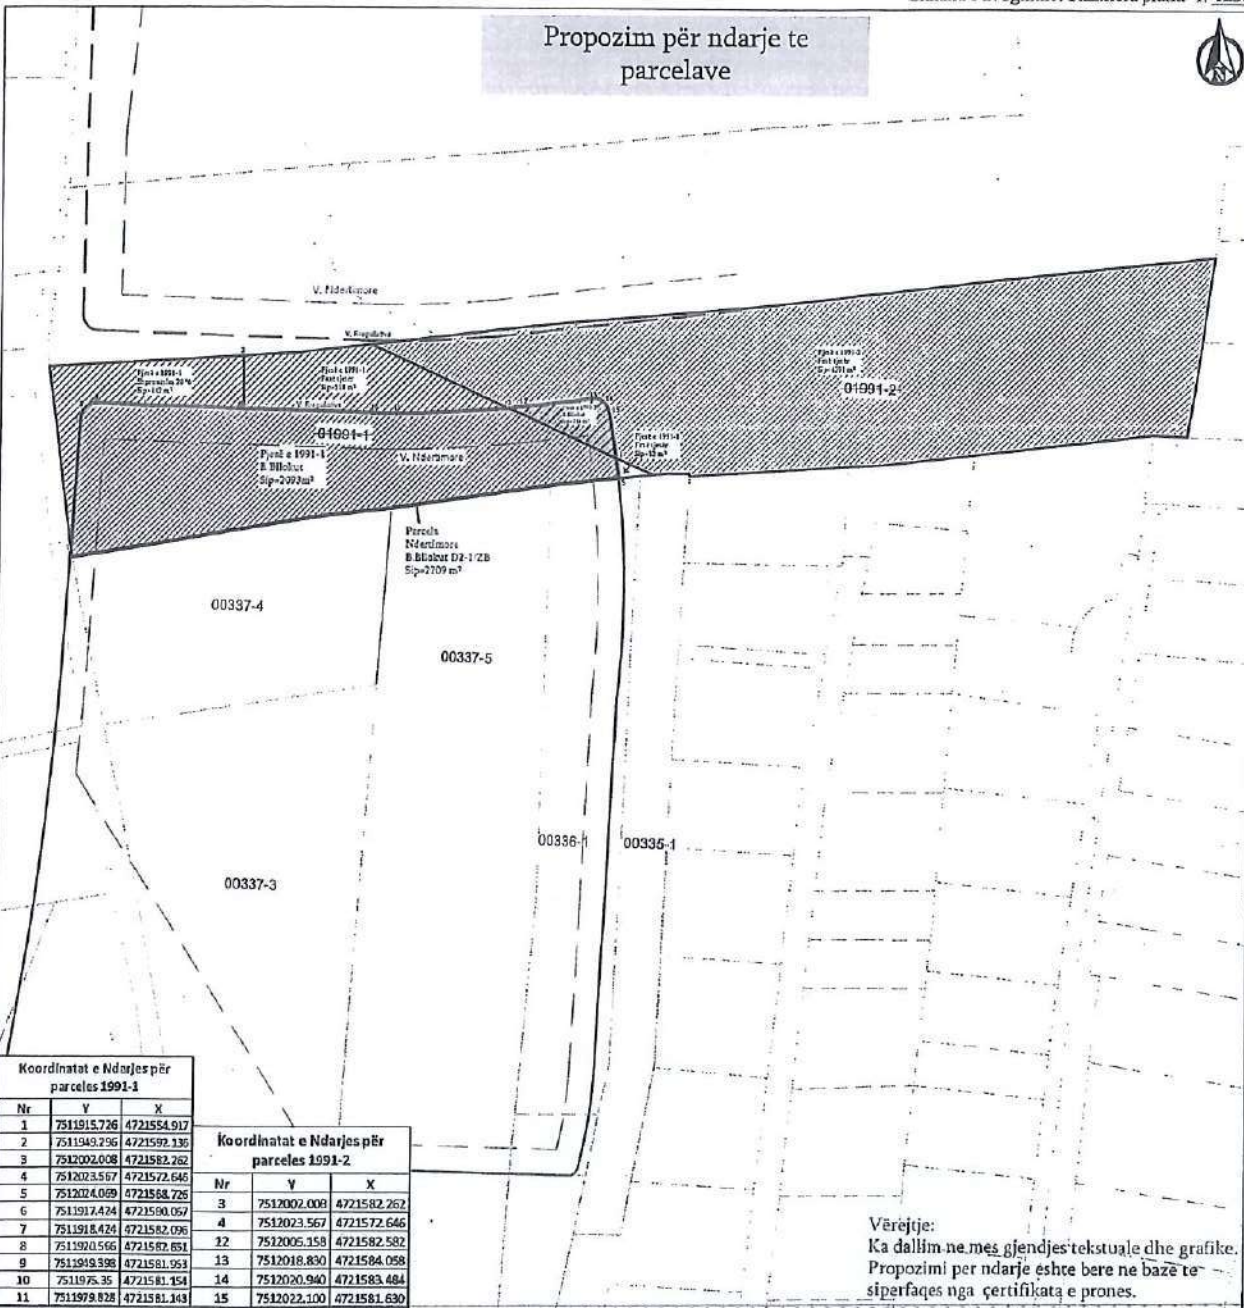 Propozim për ndarje te
parcelave
N
V. Ndertimore
01991-2
01991-1
Pjesë e 1991-1
B Bllokut
Sip=2093m²
V. Ndertimore
Parcela
Ndertimore
B.Bllokut D2-1/ZB
Sip=2209 m²
00337-4
00337-5
00336-1
00335-1
00337-3
Koordinatat e Ndarjes për
parceles 1991-1
Nr Y X
1 7511915.726 4721554.917
2 7511949.296 4721592.136
3 7512002.008 4721582.262
4 7512023.567 4721572.646
5 7512024.069 4721568.726
6 7511917.424 4721580.067
7 7511918.424 4721582.096
8 7511920.566 4721582.851
9 7511949.398 4721581.953
10 7511975.35 4721581.154
11 7511979.828 4721581.143
Koordinatat e Ndarjes për
parceles 1991-2
Nr Y X
3 7512002.008 4721582.262
4 7512023.567 4721572.646
12 7512005.158 4721582.582
13 7512018.830 4721584.058
14 7512020.940 4721583.484
15 7512022.100 4721581.630
Vërejtje:
Ka dallim ne mes gjendjes tekstuale dhe grafike.
Propozimi per ndarje është bere ne bazë te
siperfaqes nga çertifikata e prones.